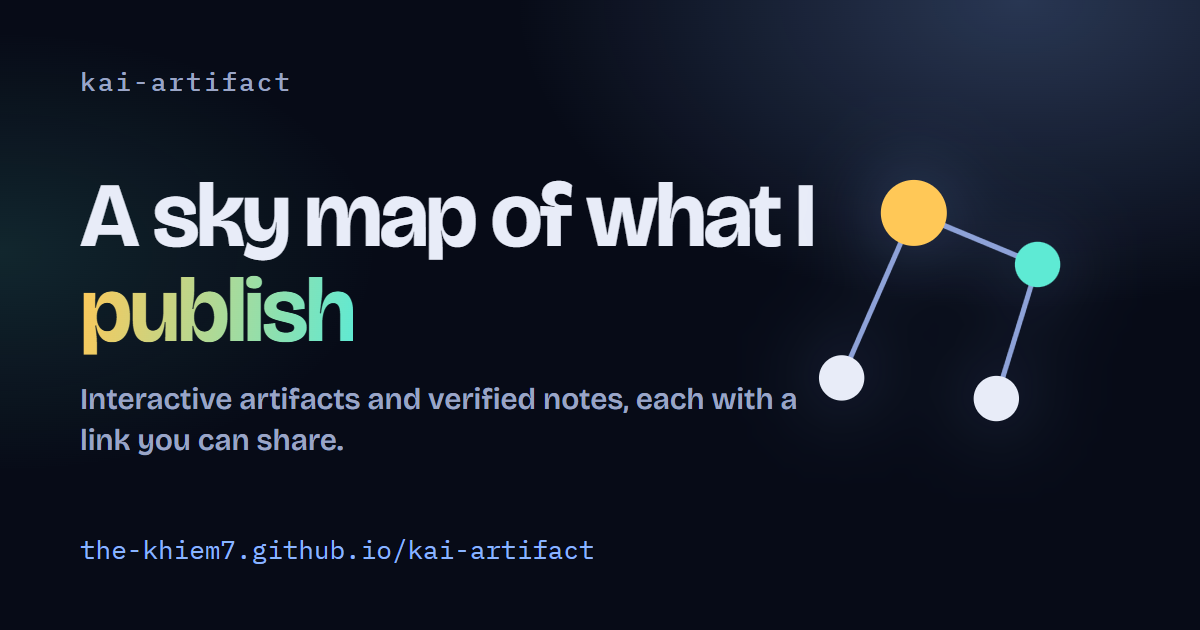 kai-artifact
A sky map of what I
publish
Interactive artifacts and verified notes, each with a
link you can share.
the-khiem7.github.io/kai-artifact